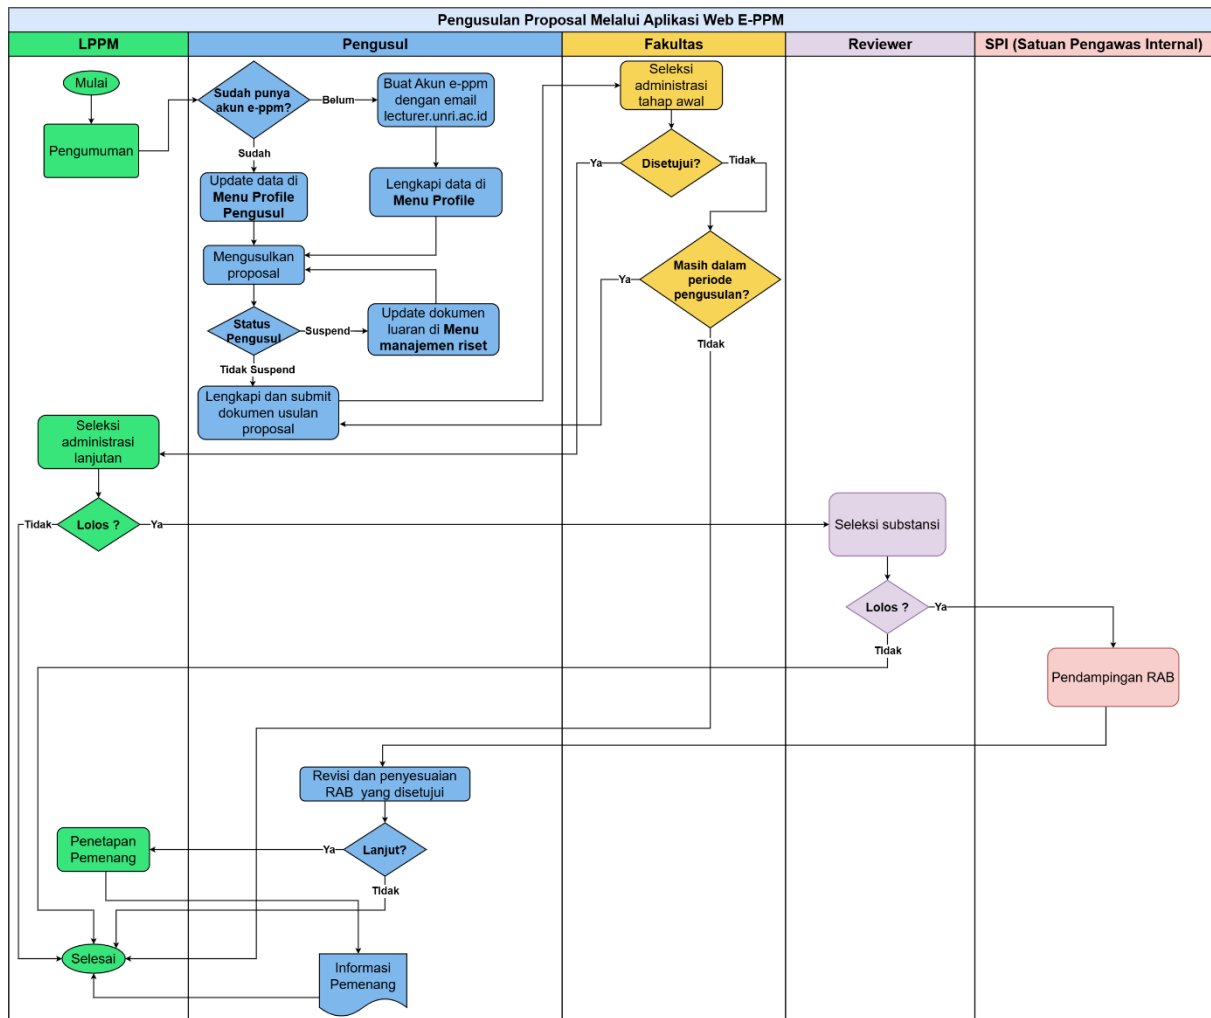 Pengusulan Proposal Melalui Aplikasi Web E-PPM
LPPM
Pengusul
Fakultas
Reviewer
SPI (Satuan Pengawas Internal)
Mulai
Pengumuman
Sudah punya
akun e-ppm?
Belum
Buat Akun e-ppm
dengan email
lecturer.unri.ac.id
Sudah
Update data di
Menu Profile
Pengusul
Lengkapi data di
Menu Profile
Mengusulkan
proposal
Status
Pengusul
Suspend
Update dokumen
luaran di Menu
manajemen riset
Tidak Suspend
Lengkapi dan submit
dokumen usulan
proposal
Seleksi
administrasi
tahap awal
Disetujui?
Ya
Tidak
Masih dalam
periode
pengusulan?
Ya
TIdak
Seleksi
administrasi
lanjutan
Lolos ?
Tidak
Ya
Seleksi substansi
Lolos ?
Ya
TIdak
Pendampingan RAB
Revisi dan penyesuaian
RAB yang disetujui
Lanjut?
Ya
TIdak
Penetapan
Pemenang
Informasi
Pemenang
Selesai